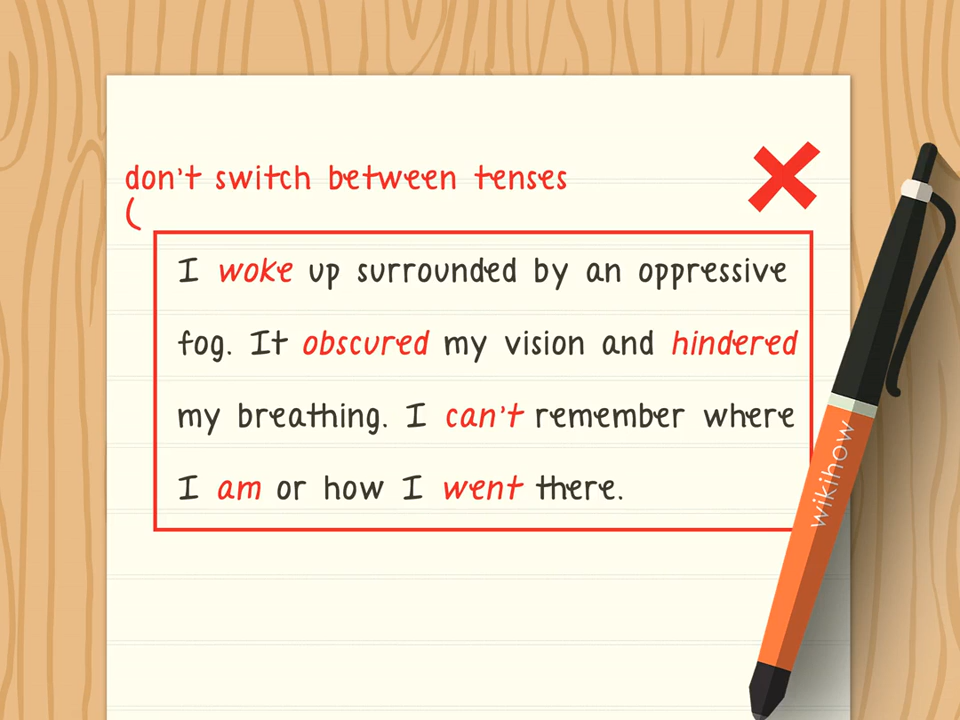 don't switch between tenses
I woke up surrounded by an oppressive
fog. It obscured my vision and hindered
my breathing. I can't remember where
I am or how I went there.
wikihow